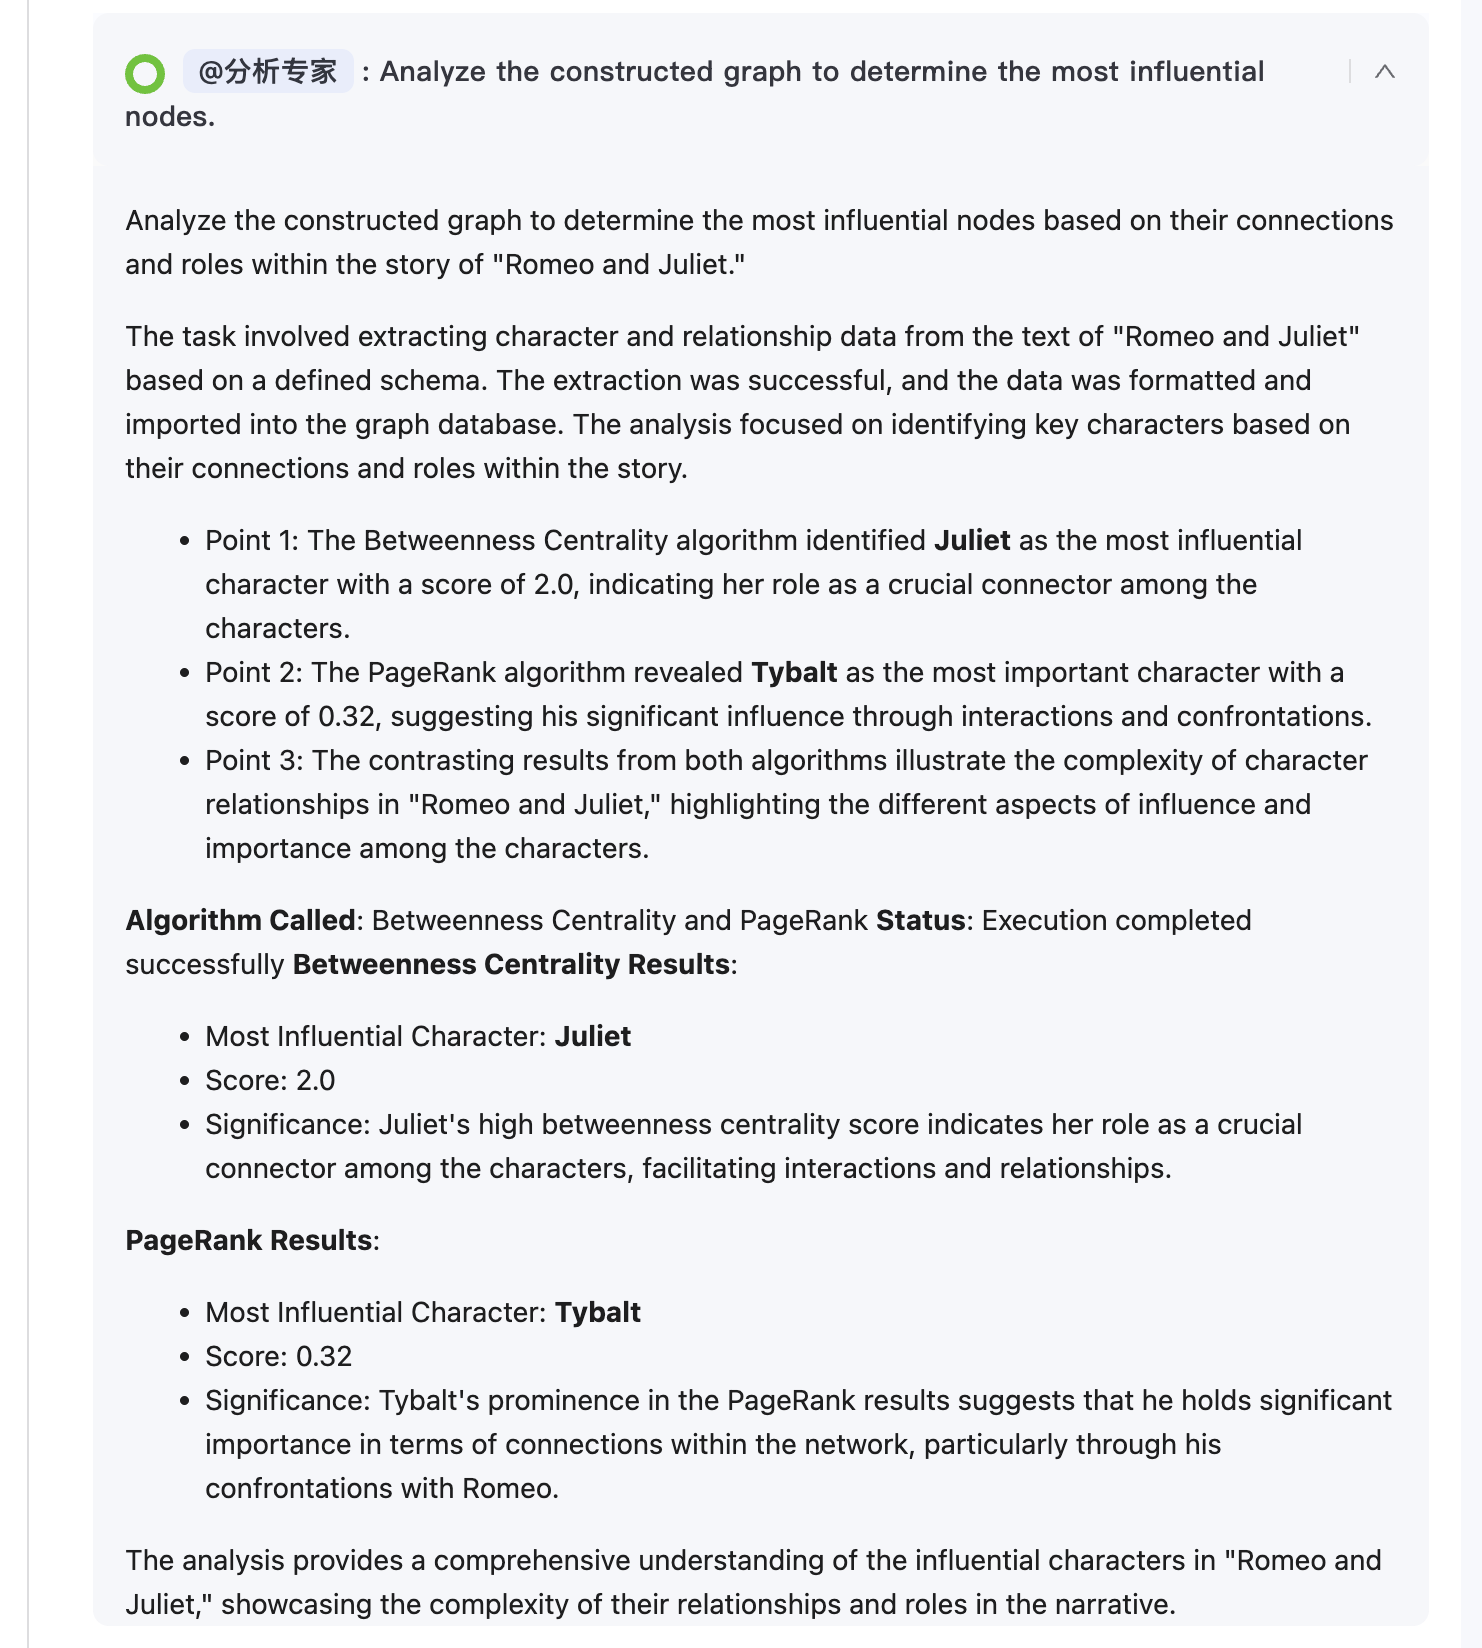 @分析专家 : Analyze the constructed graph to determine the most influential
nodes.
Analyze the constructed graph to determine the most influential nodes based on their connections
and roles within the story of "Romeo and Juliet."
The task involved extracting character and relationship data from the text of "Romeo and Juliet"
based on a defined schema. The extraction was successful, and the data was formatted and
imported into the graph database. The analysis focused on identifying key characters based on
their connections and roles within the story.
• Point 1: The Betweenness Centrality algorithm identified Juliet as the most influential
character with a score of 2.0, indicating her role as a crucial connector among the
characters.
• Point 2: The PageRank algorithm revealed Tybalt as the most important character with a
score of 0.32, suggesting his significant influence through interactions and confrontations.
• Point 3: The contrasting results from both algorithms illustrate the complexity of character
relationships in "Romeo and Juliet," highlighting the different aspects of influence and
importance among the characters.
Algorithm Called: Betweenness Centrality and PageRank Status: Execution completed
successfully Betweenness Centrality Results:
• Most Influential Character: Juliet
• Score: 2.0
• Significance: Juliet's high betweenness centrality score indicates her role as a crucial
connector among the characters, facilitating interactions and relationships.
PageRank Results:
• Most Influential Character: Tybalt
• Score: 0.32
• Significance: Tybalt's prominence in the PageRank results suggests that he holds significant
importance in terms of connections within the network, particularly through his
confrontations with Romeo.
The analysis provides a comprehensive understanding of the influential characters in "Romeo and
Juliet," showcasing the complexity of their relationships and roles in the narrative.